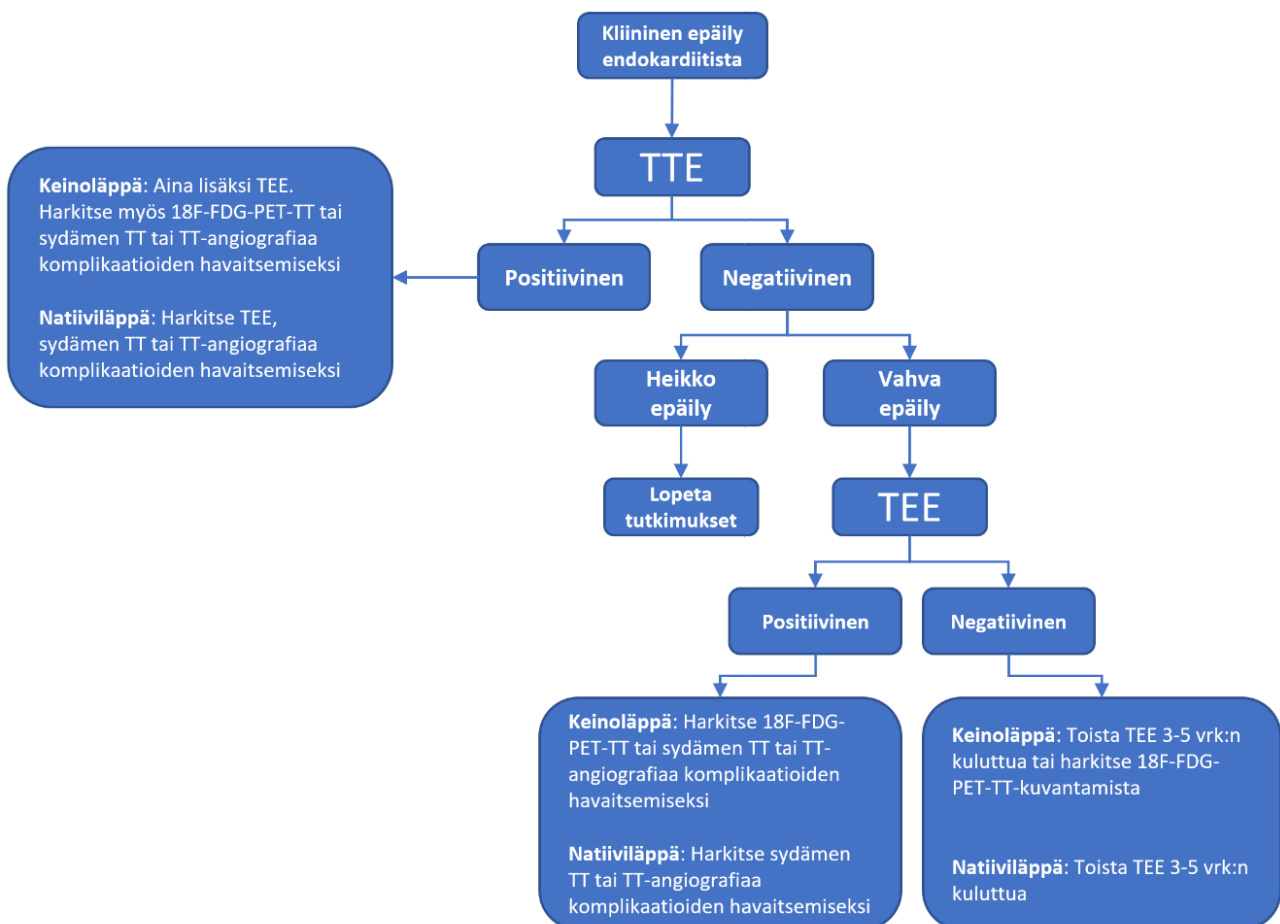 Kliininen epäily
endokardiitista
TTE
Keinoläppä: Aina lisäksi TEE.
Harkitse myös 18F-FDG-PET-TT tai
sydämen TT tai TT-angiografiaa
komplikaatioiden havaitsemiseksi
Natiiviläppä: Harkitse TEE,
sydämen TT tai TT-angiografiaa
komplikaatioiden havaitsemiseksi
Positiivinen
Negatiivinen
Heikko
epäily
Vahva
epäily
Lopeta
tutkimukset
TEE
Positiivinen
Negatiivinen
Keinoläppä: Harkitse 18F-FDG-
PET-TT tai sydämen TT tai TT-
angiografiaa komplikaatioiden
havaitsemiseksi
Natiiviläppä: Harkitse sydämen
TT tai TT-angiografiaa
komplikaatioiden havaitsemiseksi
Keinoläppä: Toista TEE 3-5 vrk:n
kuluttua tai harkitse 18F-FDG-
PET-TT-kuvantamista
Natiiviläppä: Toista TEE 3-5 vrk:n
kuluttua